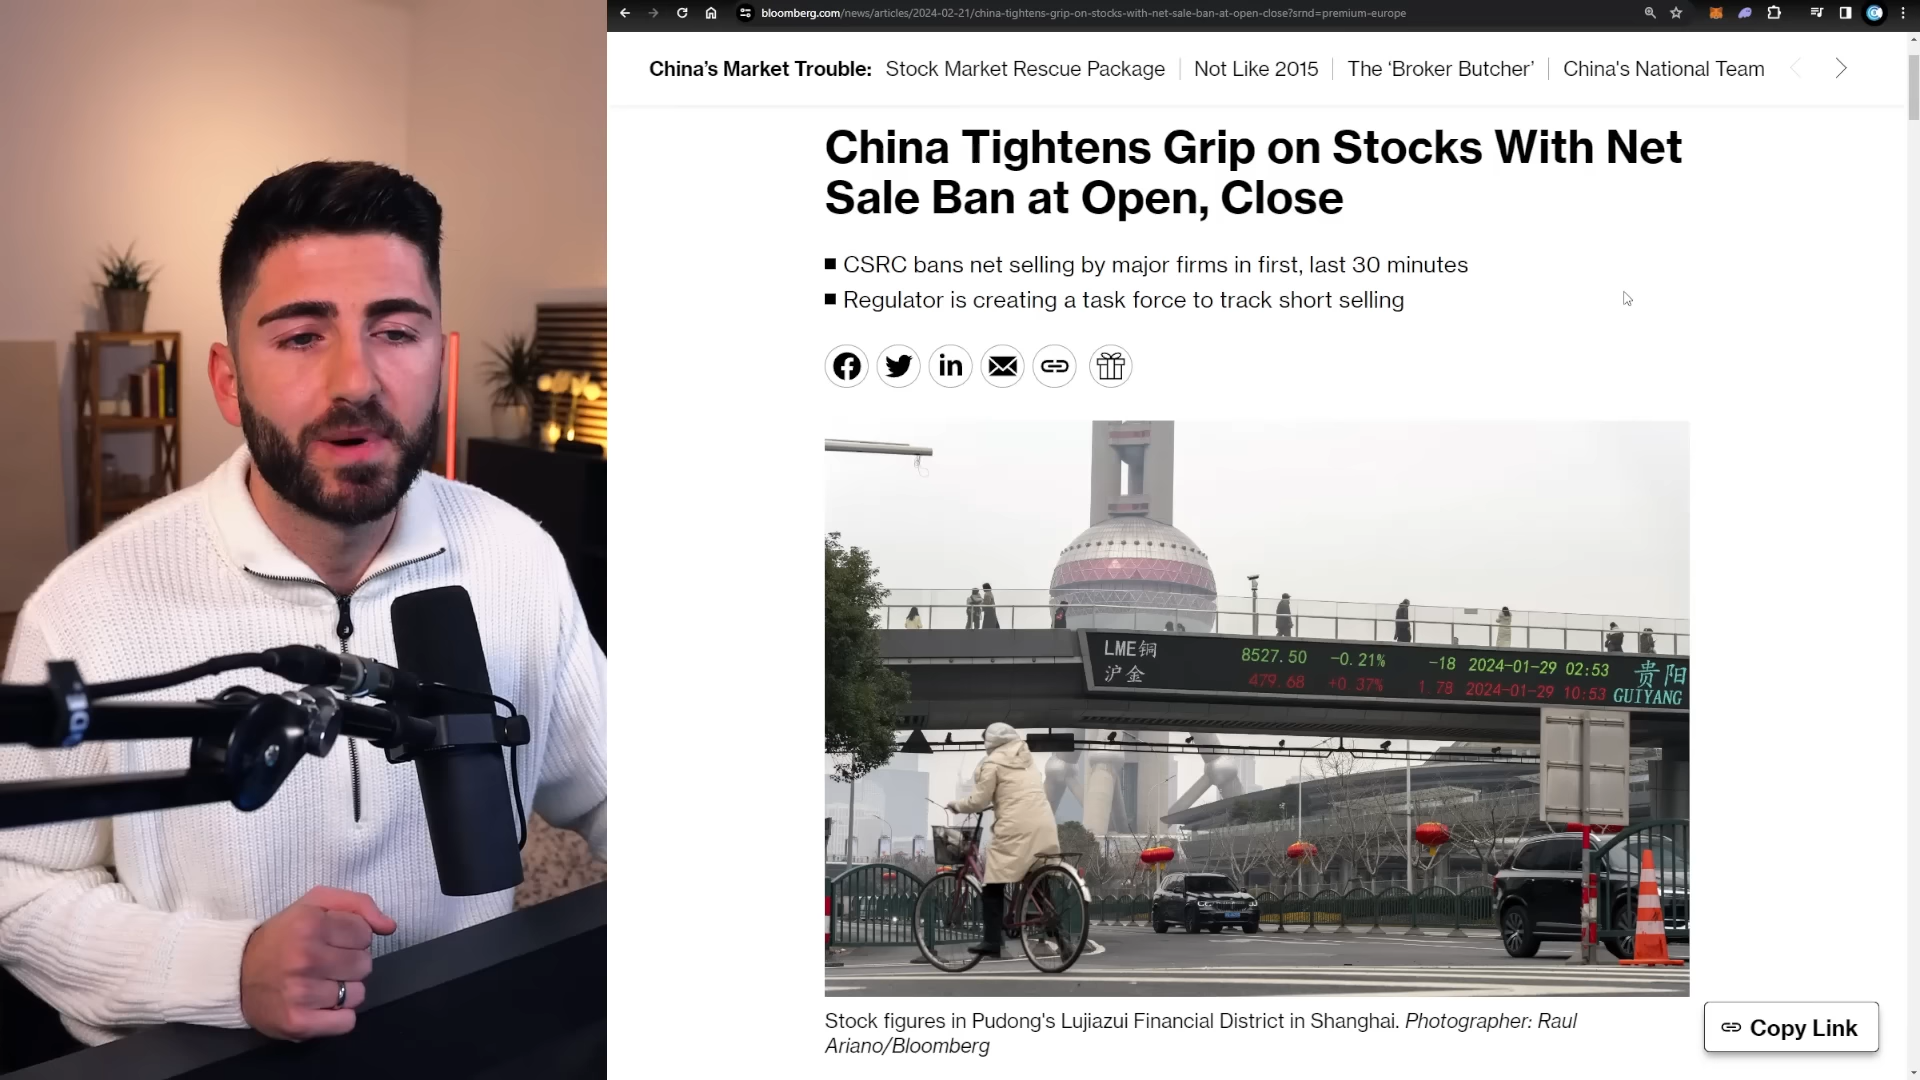 bloomberg.com/news/articles/2024-02-21/china-tightens-grip-on-stocks-with-net-sale-ban-at-open-close?srnd=premium-europe
China’s Market Trouble: Stock Market Rescue Package Not Like 2015 The ‘Broker Butcher’ China's National Team
China Tightens Grip on Stocks With Net
Sale Ban at Open, Close
CSRC bans net selling by major firms in first, last 30 minutes
Regulator is creating a task force to track short selling
LME铜 8527.50 -0.21% -18 2024-01-29 02:53 贵阳
沪金 479.68 +0.37% 1.78 2024-01-29 10:53 GUIYANG
Stock figures in Pudong's Lujiazui Financial District in Shanghai. Photographer: Raul
Ariano/Bloomberg
Copy Link